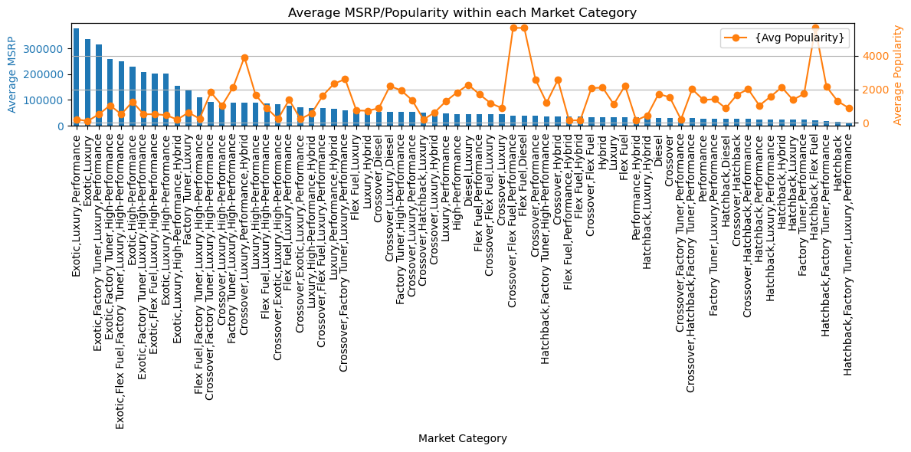 Average MSRP/Popularity within each Market Category
{Avg Popularity}
Average MSRP
300000
200000
100000
0
4000
2000
0
Average Popularity
Exotic,Luxury,Performance
Exotic,Luxury
Exotic,Factory Tuner,Luxury,Performance
Exotic,Factory Tuner,High-Performance
Exotic,Flex Fuel,Factory Tuner,Luxury,High-Performance
Exotic,High-Performance
Exotic,Factory Tuner,Luxury,High-Performance
Exotic,Flex Fuel,Luxury,High-Performance
Exotic,Luxury,High-Performance
Exotic,Luxury,High-Performance,Hybrid
Factory Tuner,Luxury
Flex Fuel,Factory Tuner,Luxury,High-Performance
Crossover,Factory Tuner,Luxury,High-Performance
Crossover,Luxury,High-Performance
Factory Tuner,Luxury,High-Performance
Crossover,Luxury,Performance,Hybrid
Luxury,High-Performance
Flex Fuel,Luxury,High-Performance
Crossover,Exotic,Luxury,High-Performance
Flex Fuel,Luxury,Performance
Crossover,Exotic,Luxury,Performance
Luxury,High-Performance,Hybrid
Crossover,Flex Fuel,Luxury,Performance
Luxury,Performance,Hybrid
Crossover,Factory Tuner,Luxury,Performance
Flex Fuel,Luxury
Luxury,Hybrid
Crossover,Diesel
Crossover,Luxury,Diesel
Factory Tuner,High-Performance
Crossover,Luxury,Performance
Crossover,Hatchback,Luxury
Crossover,Luxury,Hybrid
Luxury,Performance
High-Performance
Diesel,Luxury
Flex Fuel,Performance
Crossover,Flex Fuel,Luxury
Crossover,Luxury
Crossover,Flex Fuel,Performance
Flex Fuel,Diesel
Crossover,Performance
Hatchback,Factory Tuner,High-Performance
Crossover,Hybrid
Flex Fuel,Performance,Hybrid
Flex Fuel,Hybrid
Crossover,Flex Fuel
Hybrid
Luxury
Flex Fuel
Performance,Hybrid
Hatchback,Luxury,Hybrid
Diesel
Crossover
Crossover,Factory Tuner,Performance
Crossover,Hatchback,Factory Tuner,Performance
Performance
Factory Tuner,Luxury,Performance
Hatchback,Diesel
Crossover,Hatchback
Crossover,Hatchback,Performance
Hatchback,Performance
Hatchback,Luxury,Performance
Hatchback,Hybrid
Hatchback,Luxury
Factory Tuner,Performance
Hatchback,Flex Fuel
Hatchback,Factory Tuner,Performance
Hatchback
Hatchback,Factory Tuner,Luxury,Performance
Market Category